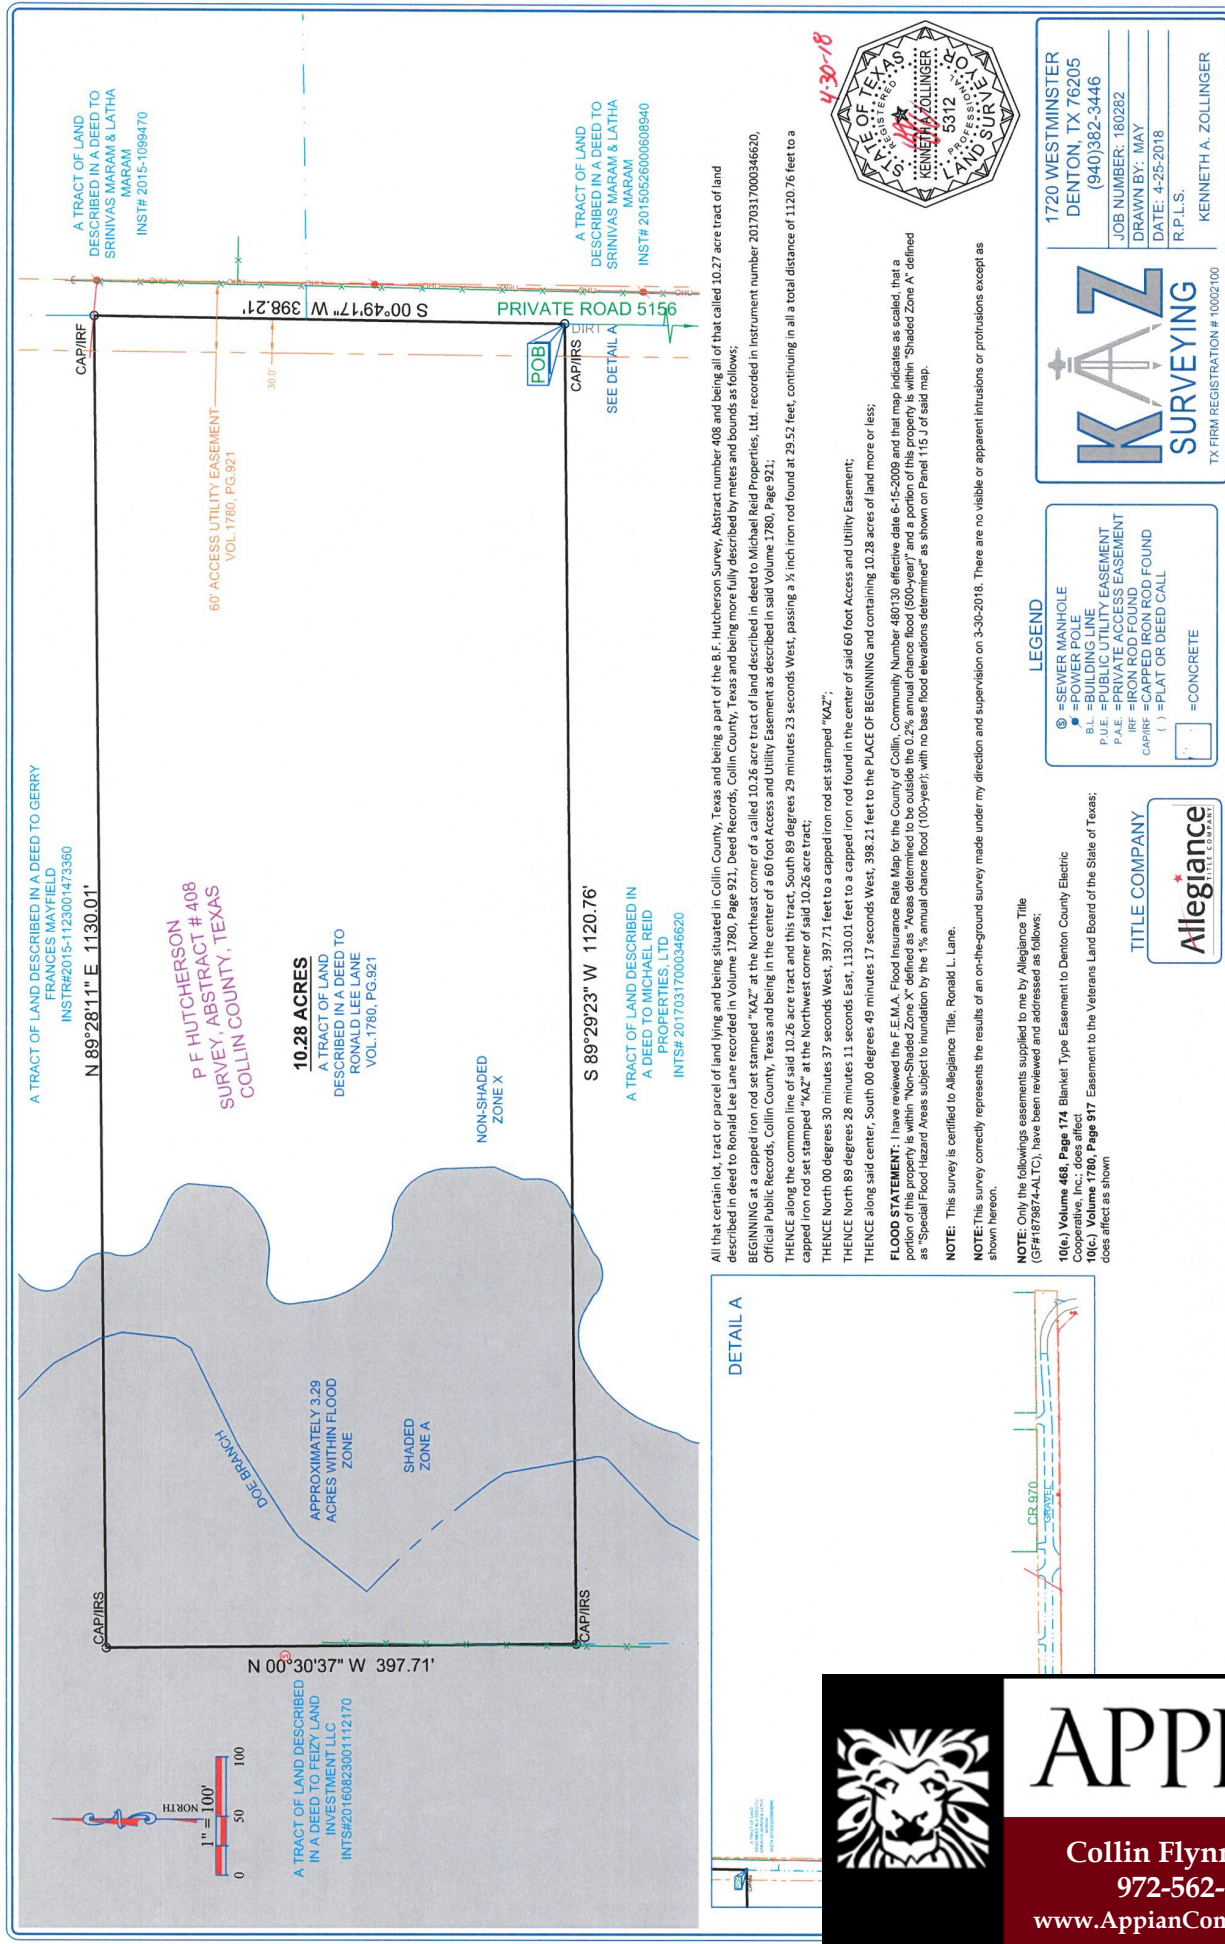 A TRACT OF LAND DESCRIBED IN A DEED TO GERRY
FRANCES MAYFIELD
INSTR#2015-1123001473360
N 89°28'11" E 1130.01'
A TRACT OF LAND
DESCRIBED IN A DEED TO
SRINIVAS MARAM & LATHA
MARAM
INST# 2015-1099470
CAP/IRF
CAP/IRS
NORTH
1" = 100'
0 50 100
A TRACT OF LAND DESCRIBED
IN A DEED TO FEIZY LAND
INVESTMENT LLC
INTS#20160823001112170
N 00°30'37" W 397.71'
DOE BRANCH
APPROXIMATELY 3.29
ACRES WITHIN FLOOD
ZONE
SHADED
ZONE A
P F HUTCHERSON
SURVEY, ABSTRACT # 408
COLLIN COUNTY, TEXAS
10.28 ACRES
A TRACT OF LAND
DESCRIBED IN A DEED TO
RONALD LEE LANE
VOL.1780, PG.921
NON-SHADED
ZONE X
60' ACCESS UTILITY EASEMENT
VOL.1780, PG.921
30.0'
S 00°49'17" W 398.21'
OHU
PRIVATE ROAD 5156
DIRT
POB
CAP/IRS
SEE DETAIL A
CAP/IRS
S 89°29'23" W 1120.76'
A TRACT OF LAND DESCRIBED IN
A DEED TO MICHAEL REID
PROPERTIES, LTD
INTS# 20170317000346620
A TRACT OF LAND
DESCRIBED IN A DEED TO
SRINIVAS MARAM & LATHA
MARAM
INST# 20150526000608940
All that certain lot, tract or parcel of land lying and being situated in Collin County, Texas and being a part of the B.F. Hutcherson Survey, Abstract number 408 and being all of that called 10.27 acre tract of land
described in deed to Ronald Lee Lane recorded in Volume 1780, Page 921, Deed Records, Collin County, Texas and being more fully described by metes and bounds as follows;
BEGINNING at a capped iron rod set stamped "KAZ" at the Northeast corner of a called 10.26 acre tract of land described in deed to Michael Reid Properties, Ltd. recorded in Instrument number 20170317000346620,
Official Public Records, Collin County, Texas and being in the center of a 60 foot Access and Utility Easement as described in said Volume 1780, Page 921;
THENCE along the common line of said 10.26 acre tract and this tract, South 89 degrees 29 minutes 23 seconds West, passing a ½ inch iron rod found at 29.52 feet, continuing in all a total distance of 1120.76 feet to a
capped iron rod set stamped "KAZ" at the Northwest corner of said 10.26 acre tract;
THENCE North 00 degrees 30 minutes 37 seconds West, 397.71 feet to a capped iron rod set stamped "KAZ";
THENCE North 89 degrees 28 minutes 11 seconds East, 1130.01 feet to a capped iron rod found in the center of said 60 foot Access and Utility Easement;
THENCE along said center, South 00 degrees 49 minutes 17 seconds West, 398.21 feet to the PLACE OF BEGINNING and containing 10.28 acres of land more or less;
FLOOD STATEMENT: I have reviewed the F.E.M.A. Flood Insurance Rate Map for the County of Collin, Community Number 480130 effective date 6-15-2009 and that map indicates as scaled, that a
portion of this property is within "Non-Shaded Zone X" defined as "Areas determined to be outside the 0.2% annual chance flood (500-year)" and a portion of this property is within "Shaded Zone A" defined
as "Special Flood Hazard Areas subject to inundation by the 1% annual chance flood (100-year); with no base flood elevations determined" as shown on Panel 115 J of said map.
NOTE: This survey is certified to Allegiance Title, Ronald L. Lane.
NOTE:This survey correctly represents the results of an on-the-ground survey made under my direction and supervision on 3-30-2018. There are no visible or apparent intrusions or protrusions except as
shown hereon.
NOTE: Only the followings easements supplied to me by Allegiance Title
(GF#1879874-ALTC), have been reviewed and addressed as follows;
10(e.) Volume 468, Page 174 Blanket Type Easement to Denton County Electric
Cooperative, Inc.; does affect
10(c.) Volume 1780, Page 917 Easement to the Veterans Land Board of the State of Texas;
does affect as shown
4-30-18
STATE OF TEXAS
REGISTERED
KENNETH A. ZOLLINGER
5312
PROFESSIONAL
LAND SURVEYOR
DETAIL A
POB
CR 970
GRAVEL
TITLE COMPANY
Allegiance
TITLE COMPANY
LEGEND
S =SEWER MANHOLE
=POWER POLE
B.L. =BUILDING LINE
P.U.E. =PUBLIC UTILITY EASEMENT
P.A.E. =PRIVATE ACCESS EASEMENT
IRF =IRON ROD FOUND
CAP/IRF =CAPPED IRON ROD FOUND
( ) =PLAT OR DEED CALL
=CONCRETE
KAZ
SURVEYING
TX FIRM REGISTRATION # 10002100
1720 WESTMINSTER
DENTON, TX 76205
(940)382-3446
JOB NUMBER: 180282
DRAWN BY: MAY
DATE: 4-25-2018
R.P.L.S.
KENNETH A. ZOLLINGER
APPI
Collin Flynn
972-562-
www.AppianCom